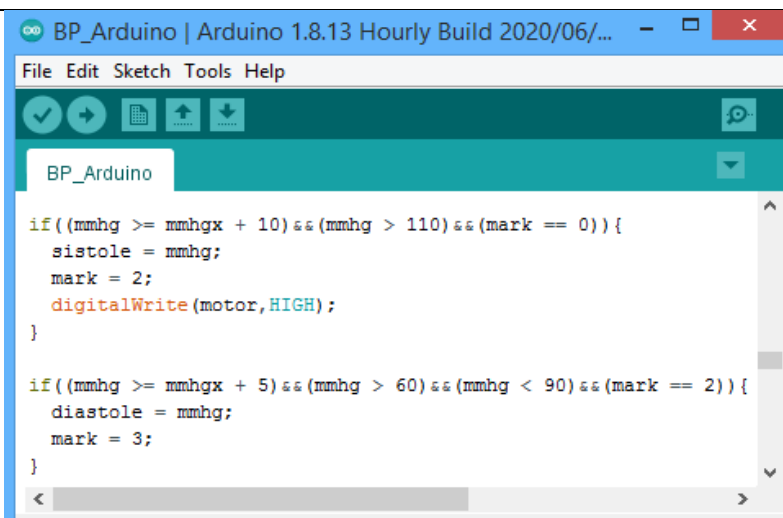 BP_Arduino | Arduino 1.8.13 Hourly Build 2020/06/...
File Edit Sketch Tools Help
BP_Arduino
if((mmhg >= mmhgx + 10)&&(mmhg > 110)&&(mark == 0)){
sistole = mmhg;
mark = 2;
digitalWrite(motor,HIGH);
}
if((mmhg >= mmhgx + 5)&&(mmhg > 60)&&(mmhg < 90)&&(mark == 2)){
diastole = mmhg;
mark = 3;
}